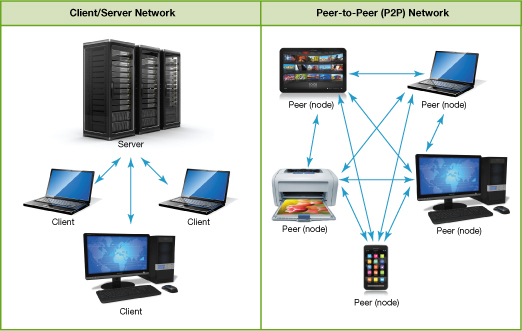 Client/Server Network
Server
Client
Client
Client
Peer-to-Peer (P2P) Network
Peer (node)
Peer (node)
Peer (node)
Peer (node)
Peer (node)